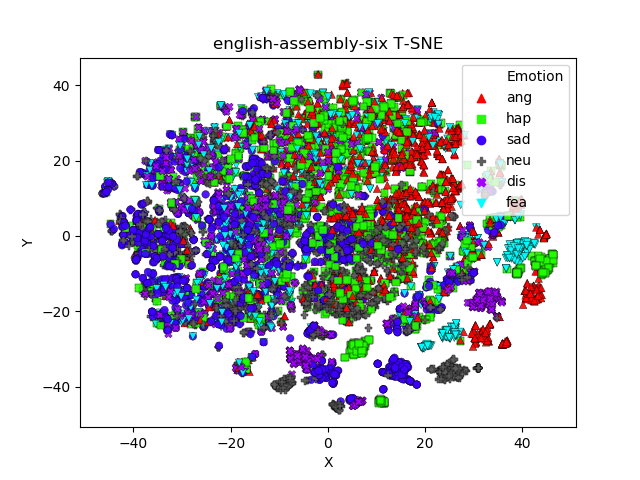 english-assembly-six T-SNE
Emotion
ang
hap
sad
neu
dis
fea
40
20
0
−20
−40
Y
−40
−20
0
20
40
X